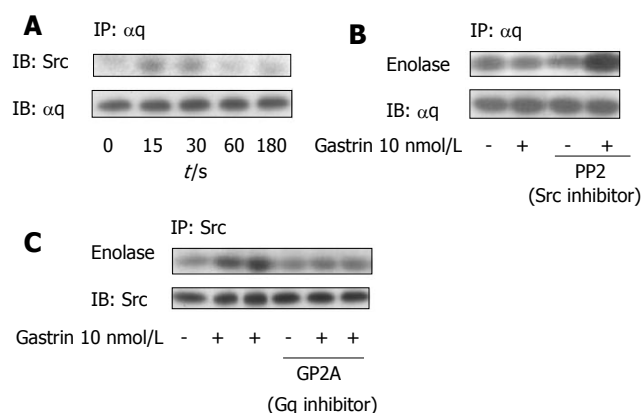 A
IP: αq
IB: Src
IB: αq
0 15 30 60 180
t/s
B
IP: αq
Enolase
IB: αq
Gastrin 10 nmol/L - + - +
PP2
(Src inhibitor)
C
IP: Src
Enolase
IB: Src
Gastrin 10 nmol/L - + + - + +
GP2A
(Gq inhibitor)